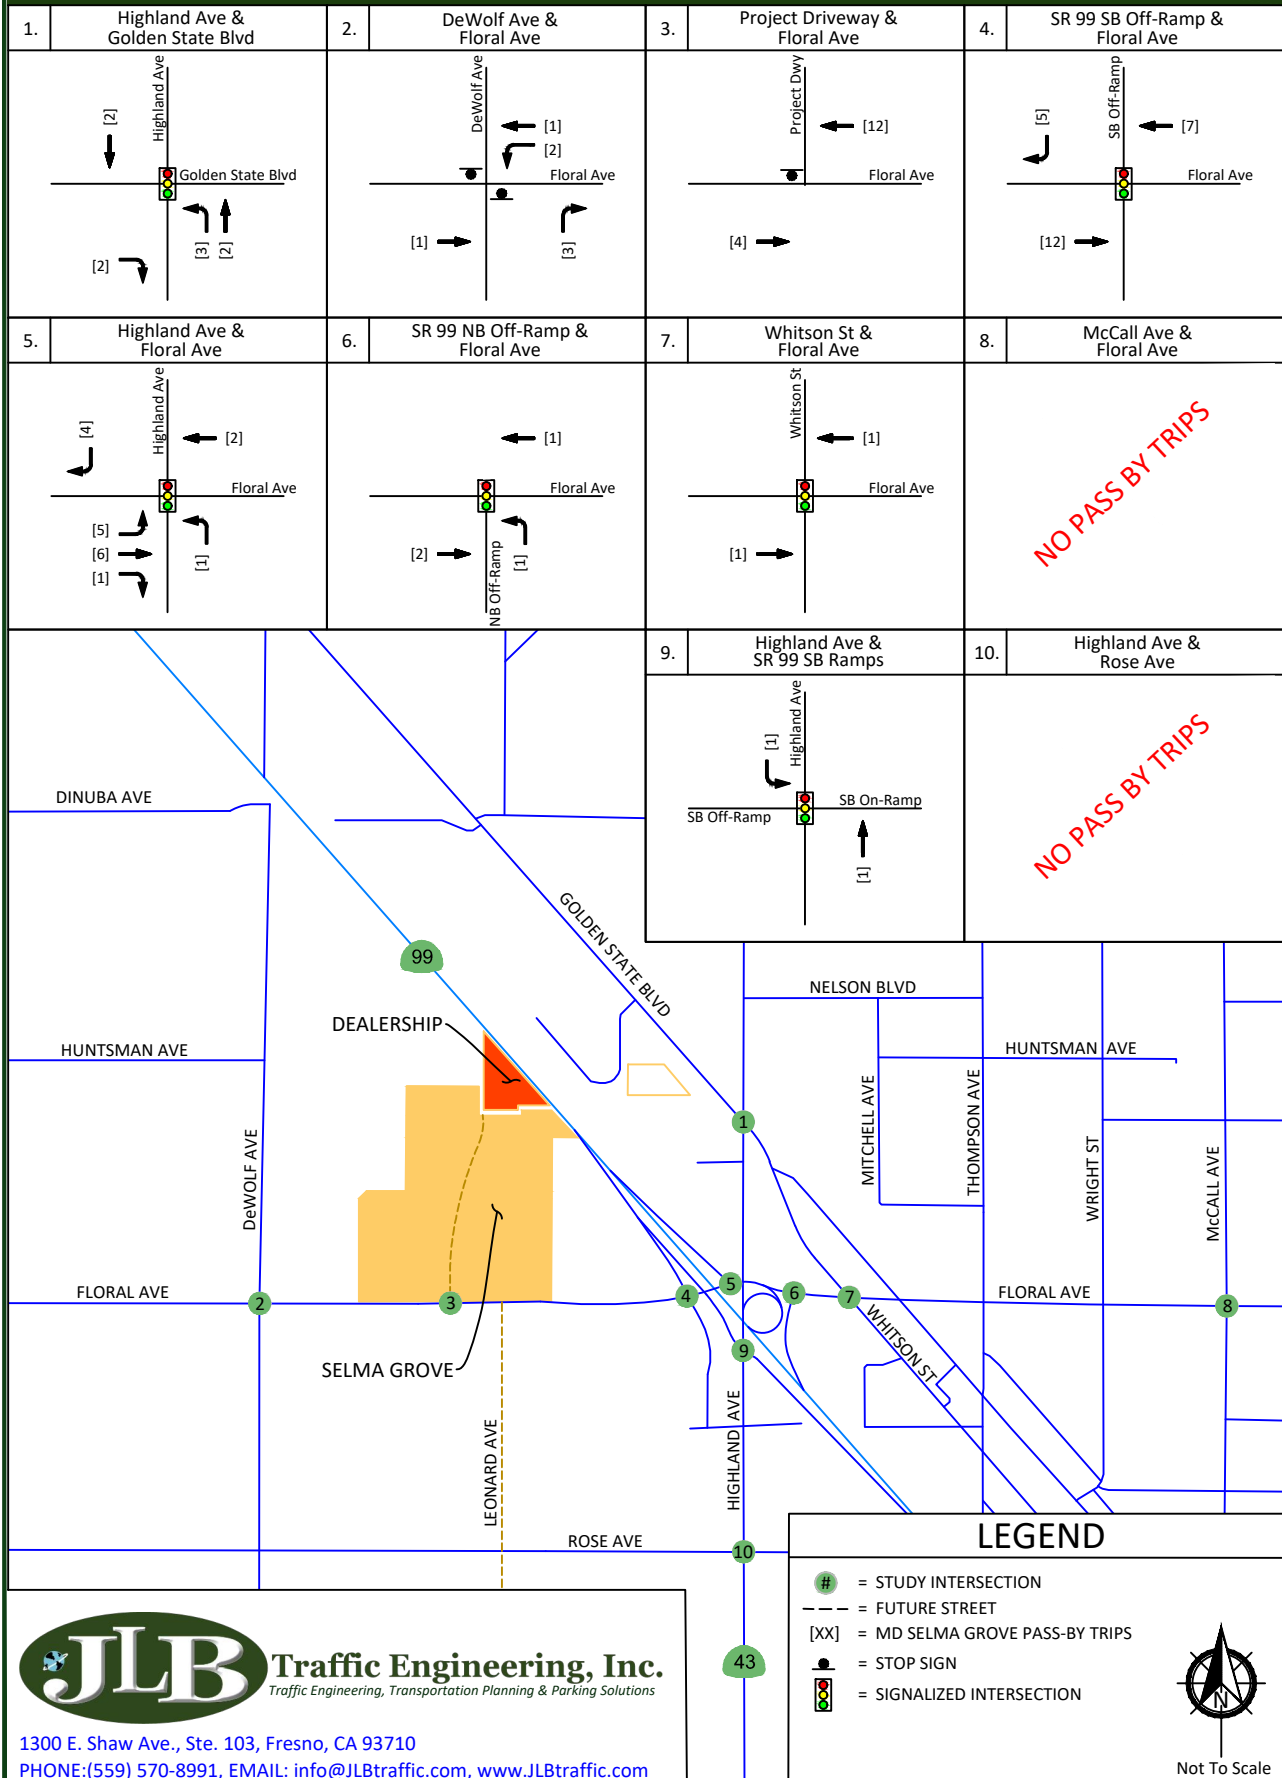 1.
Highland Ave &
Golden State Blvd
[2]
Highland Ave
Golden State Blvd
[2]
[3]
[2]
2.
DeWolf Ave &
Floral Ave
DeWolf Ave
[1]
[2]
Floral Ave
[1]
[3]
3.
Project Driveway &
Floral Ave
Project Dwy
[12]
Floral Ave
[4]
4.
SR 99 SB Off-Ramp &
Floral Ave
[5]
SB Off-Ramp
[7]
Floral Ave
[12]
5.
Highland Ave &
Floral Ave
[4]
Highland Ave
[2]
Floral Ave
[5]
[6]
[1]
[1]
6.
SR 99 NB Off-Ramp &
Floral Ave
[1]
Floral Ave
[2]
NB Off-Ramp
[1]
7.
Whitson St &
Floral Ave
Whitson St
[1]
Floral Ave
[1]
8.
McCall Ave &
Floral Ave
NO PASS BY TRIPS
9.
Highland Ave &
SR 99 SB Ramps
[1]
Highland Ave
SB On-Ramp
SB Off-Ramp
[1]
10.
Highland Ave &
Rose Ave
NO PASS BY TRIPS
DINUBA AVE
GOLDEN STATE BLVD
99
NELSON BLVD
DEALERSHIP
HUNTSMAN AVE
HUNTSMAN AVE
MITCHELL AVE
THOMPSON AVE
WRIGHT ST
McCALL AVE
DeWOLF AVE
1
FLORAL AVE
2
3
4
5
6
7
FLORAL AVE
8
WHITSON ST
9
SELMA GROVE
LEONARD AVE
HIGHLAND AVE
ROSE AVE
10
43
LEGEND
# = STUDY INTERSECTION
= FUTURE STREET
[XX] = MD SELMA GROVE PASS-BY TRIPS
= STOP SIGN
= SIGNALIZED INTERSECTION
N
Not To Scale
JLB Traffic Engineering, Inc.
Traffic Engineering, Transportation Planning & Parking Solutions
1300 E. Shaw Ave., Ste. 103, Fresno, CA 93710
PHONE:(559) 570-8991, EMAIL: info@JLBtraffic.com, www.JLBtraffic.com